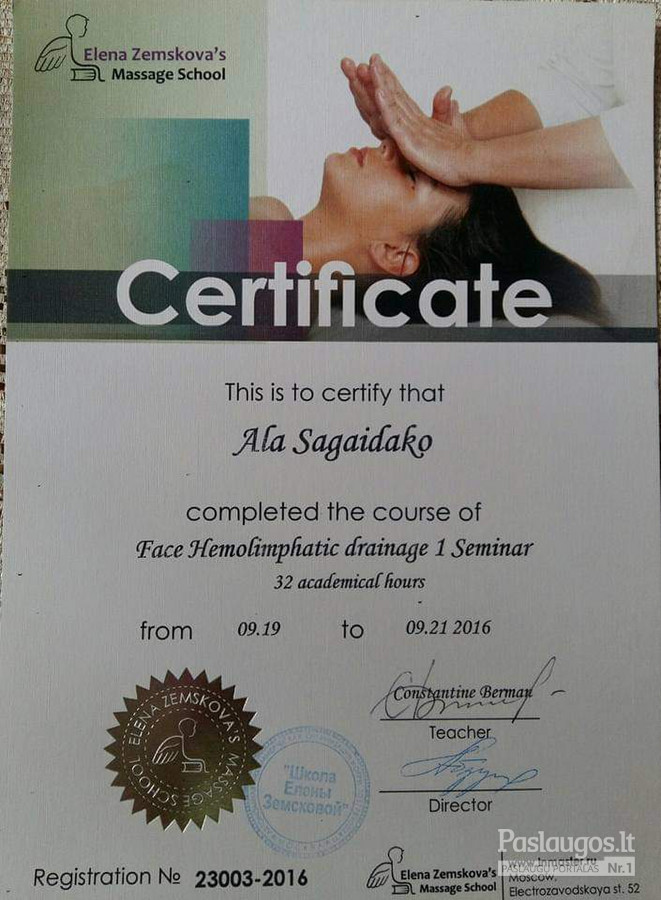 Elena Zemskova's
Massage School
Certificate
This is to certify that
Ala Sagaidako
completed the course of
Face Hemolimphatic drainage 1 Seminar
32 academical hours
from 09.19 to 09.21 2016
Constantine Berman
Teacher
Director
ELENA ZEMSKOVA'S MASSAGE SCHOOL
"Школа
Елены
Земсковой"
Registration № 23003-2016
Elena Zemskova's
Massage School
Moscow,
Electrozavodskaya st. 52
Paslaugos.lt
PASLAUGŲ PORTALAS Nr.1